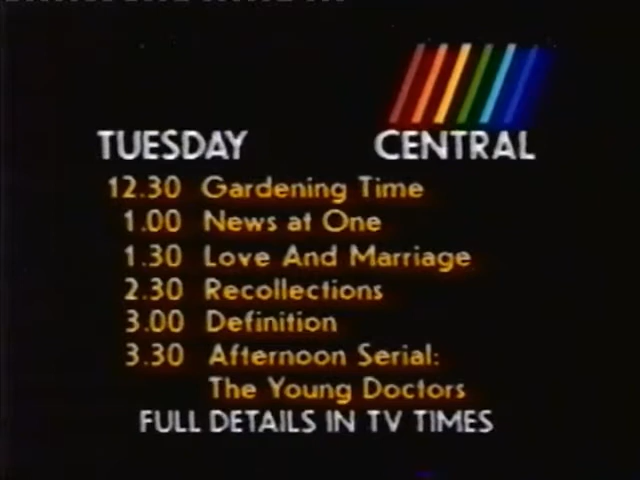 TUESDAY CENTRAL
12.30 Gardening Time
1.00 News at One
1.30 Love And Marriage
2.30 Recollections
3.00 Definition
3.30 Afternoon Serial:
The Young Doctors
FULL DETAILS IN TV TIMES